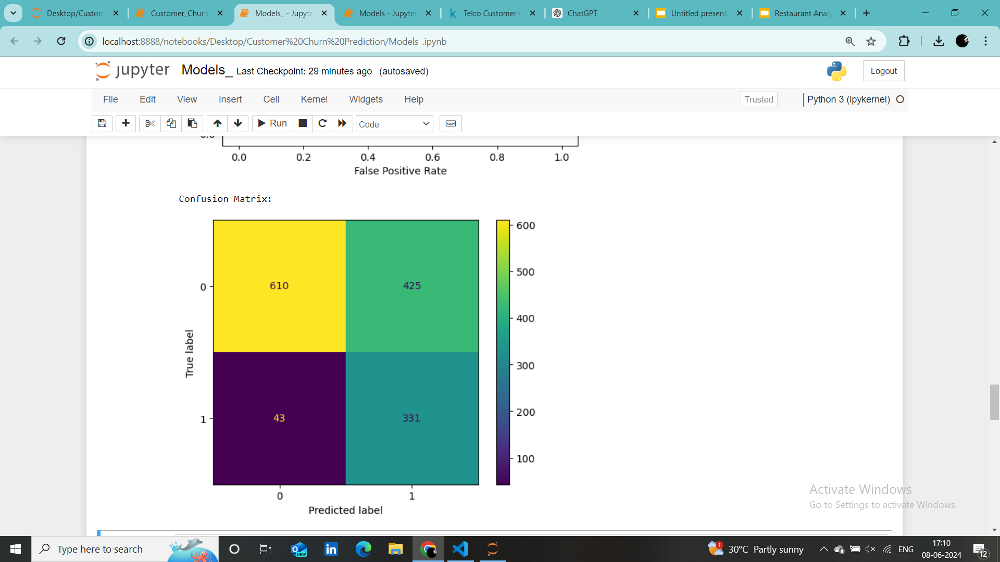 Desktop/Custom
Customer_Churn
Models_ - Jupyte
Models - Jupyter
Telco Customer
ChatGPT
Untitled present
Restaurant Analy
localhost:8888/notebooks/Desktop/Customer%20Churn%20Prediction/Models_.ipynb
jupyter Models_ Last Checkpoint: 29 minutes ago (autosaved)
Logout
File Edit View Insert Cell Kernel Widgets Help
Trusted
Python 3 (ipykernel)
Run
Code
0.0 0.2 0.4 0.6 0.8 1.0
False Positive Rate
Confusion Matrix:
600
500
0 610 425
400
True label
300
1 43 331
200
100
0 1
Predicted label
Activate Windows
Go to Settings to activate Windows.
Type here to search
NEW
1
30°C Partly sunny
ENG
17:10
08-06-2024
12